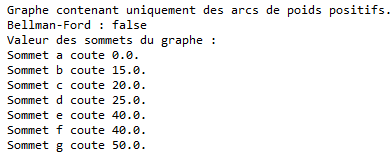 Graphe contenant uniquement des arcs de poids positifs.
Bellman-Ford : false
Valeur des sommets du graphe :
Sommet a coute 0.0.
Sommet b coute 15.0.
Sommet c coute 20.0.
Sommet d coute 25.0.
Sommet e coute 40.0.
Sommet f coute 40.0.
Sommet g coute 50.0.